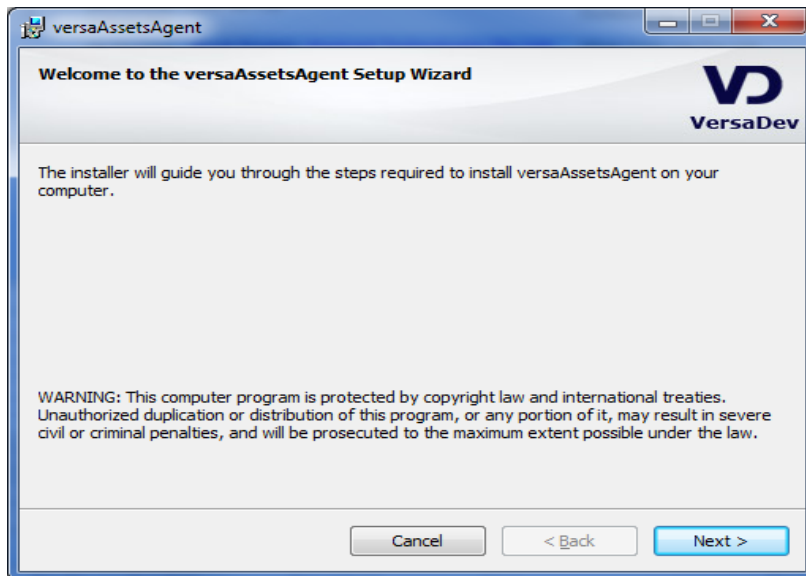 versaAssetsAgent
Welcome to the versaAssetsAgent Setup Wizard
VD
VersaDev
The installer will guide you through the steps required to install versaAssetsAgent on your
computer.
WARNING: This computer program is protected by copyright law and international treaties.
Unauthorized duplication or distribution of this program, or any portion of it, may result in severe
civil or criminal penalties, and will be prosecuted to the maximum extent possible under the law.
Cancel < Back Next >